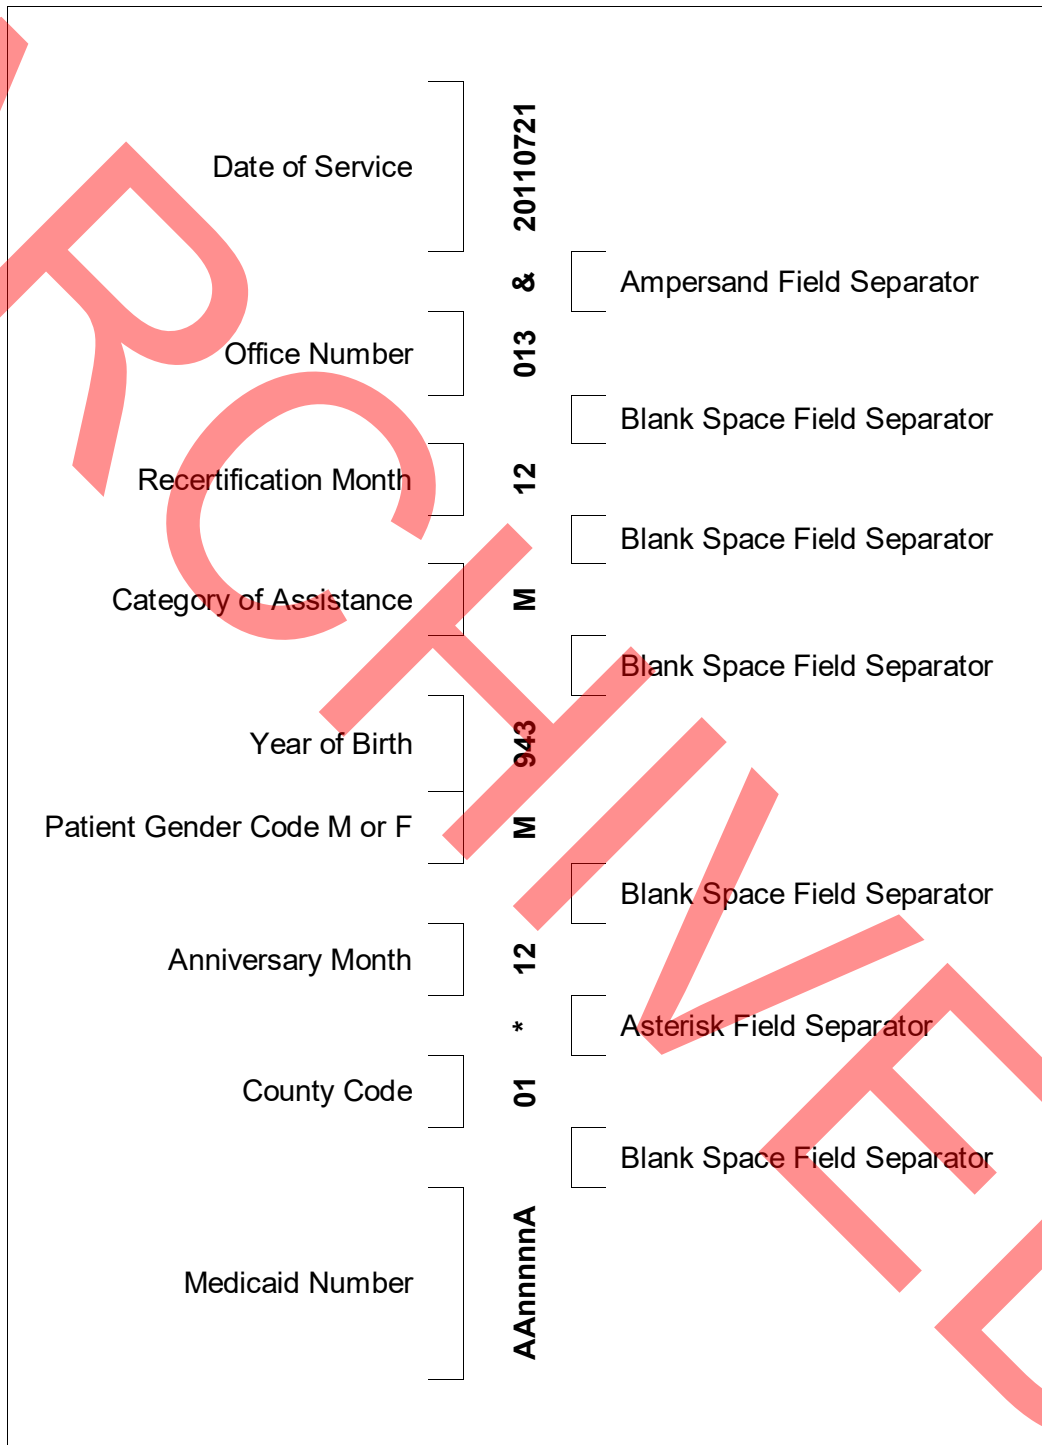 Date of Service
20110721
& Ampersand Field Separator
Office Number 013
Blank Space Field Separator
Recertification Month 12
Blank Space Field Separator
Category of Assistance M
Blank Space Field Separator
Year of Birth 943
Patient Gender Code M or F M
Blank Space Field Separator
Anniversary Month 12
* Asterisk Field Separator
County Code 01
Blank Space Field Separator
Medicaid Number AAnnnnnA
RCHIVED